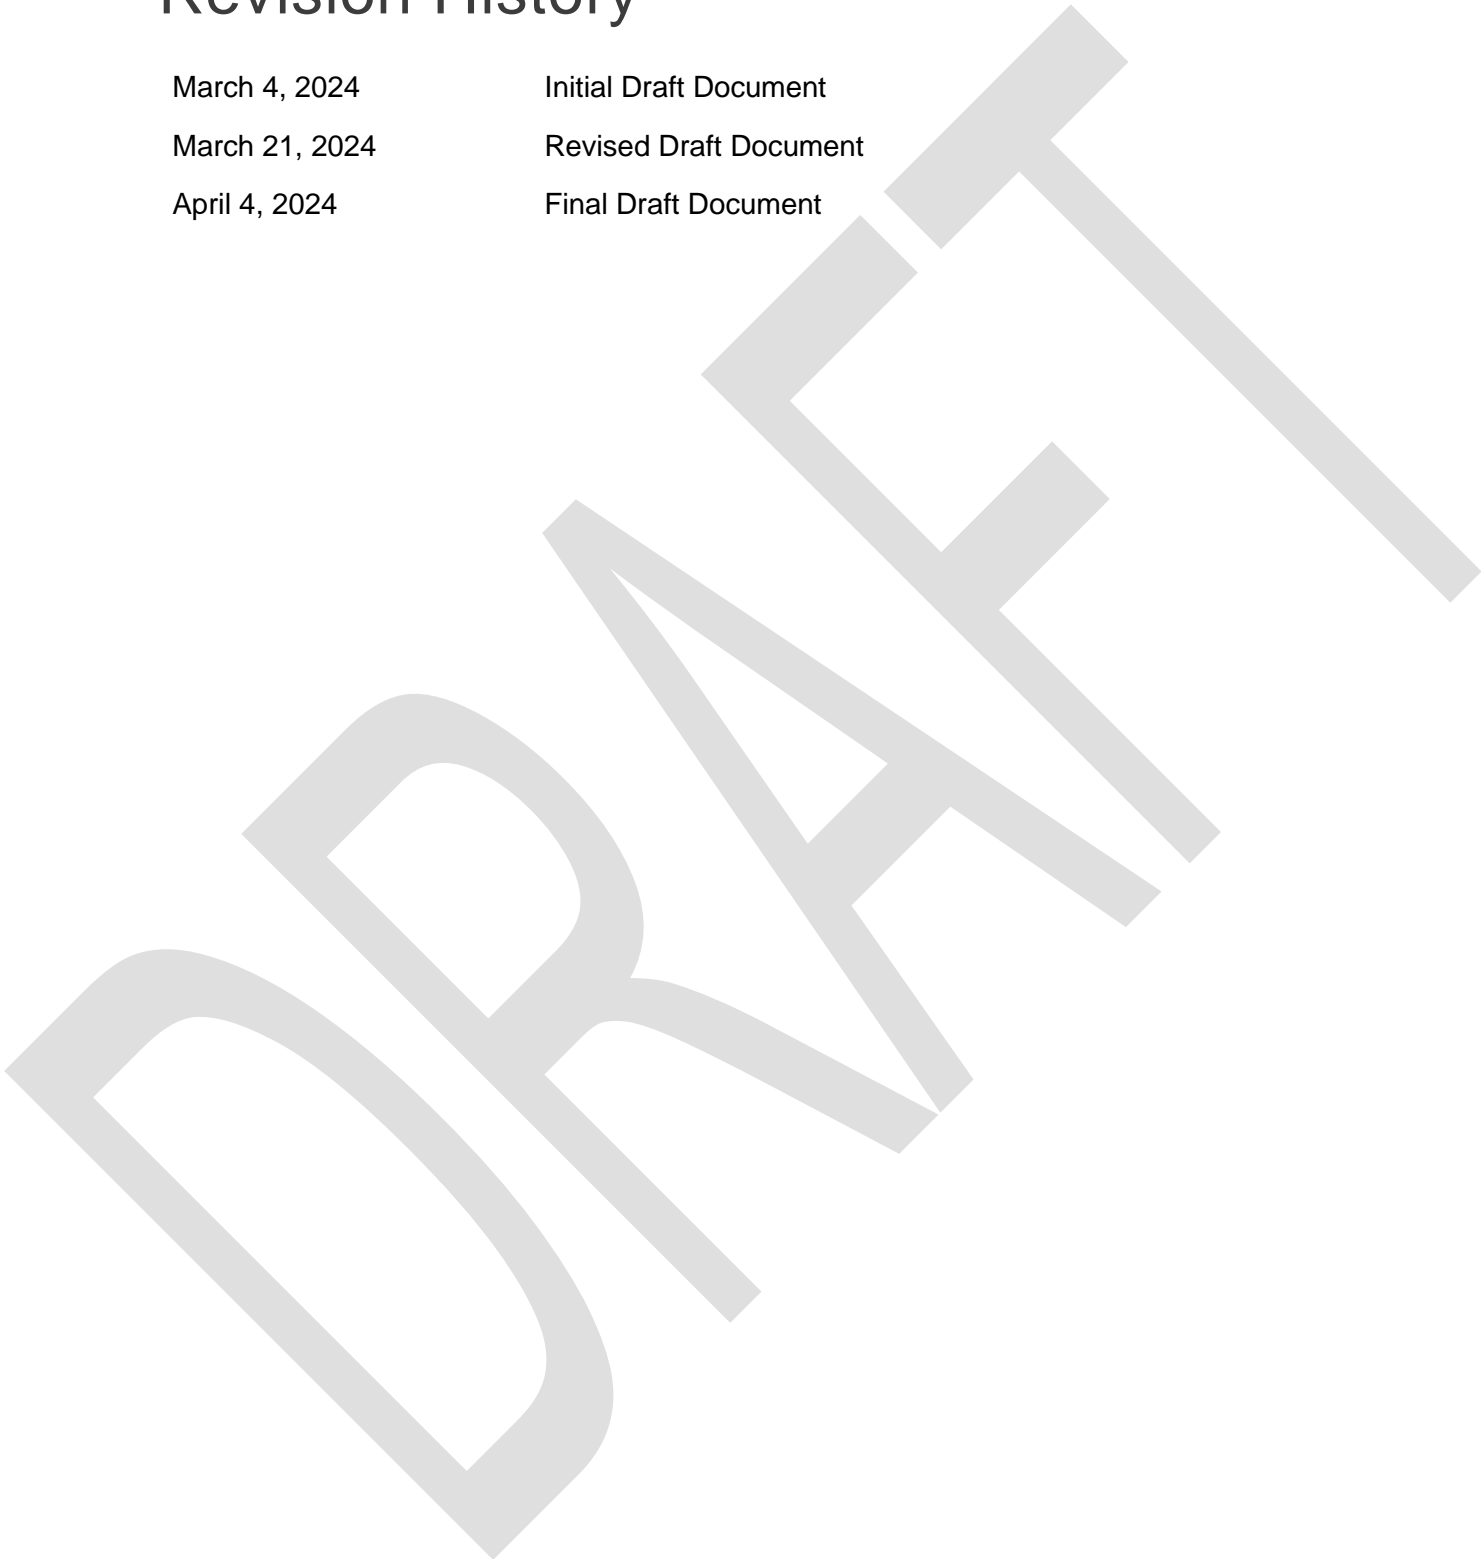 Revision History
March 4, 2024 Initial Draft Document
March 21, 2024 Revised Draft Document
April 4, 2024 Final Draft Document
DRAFT